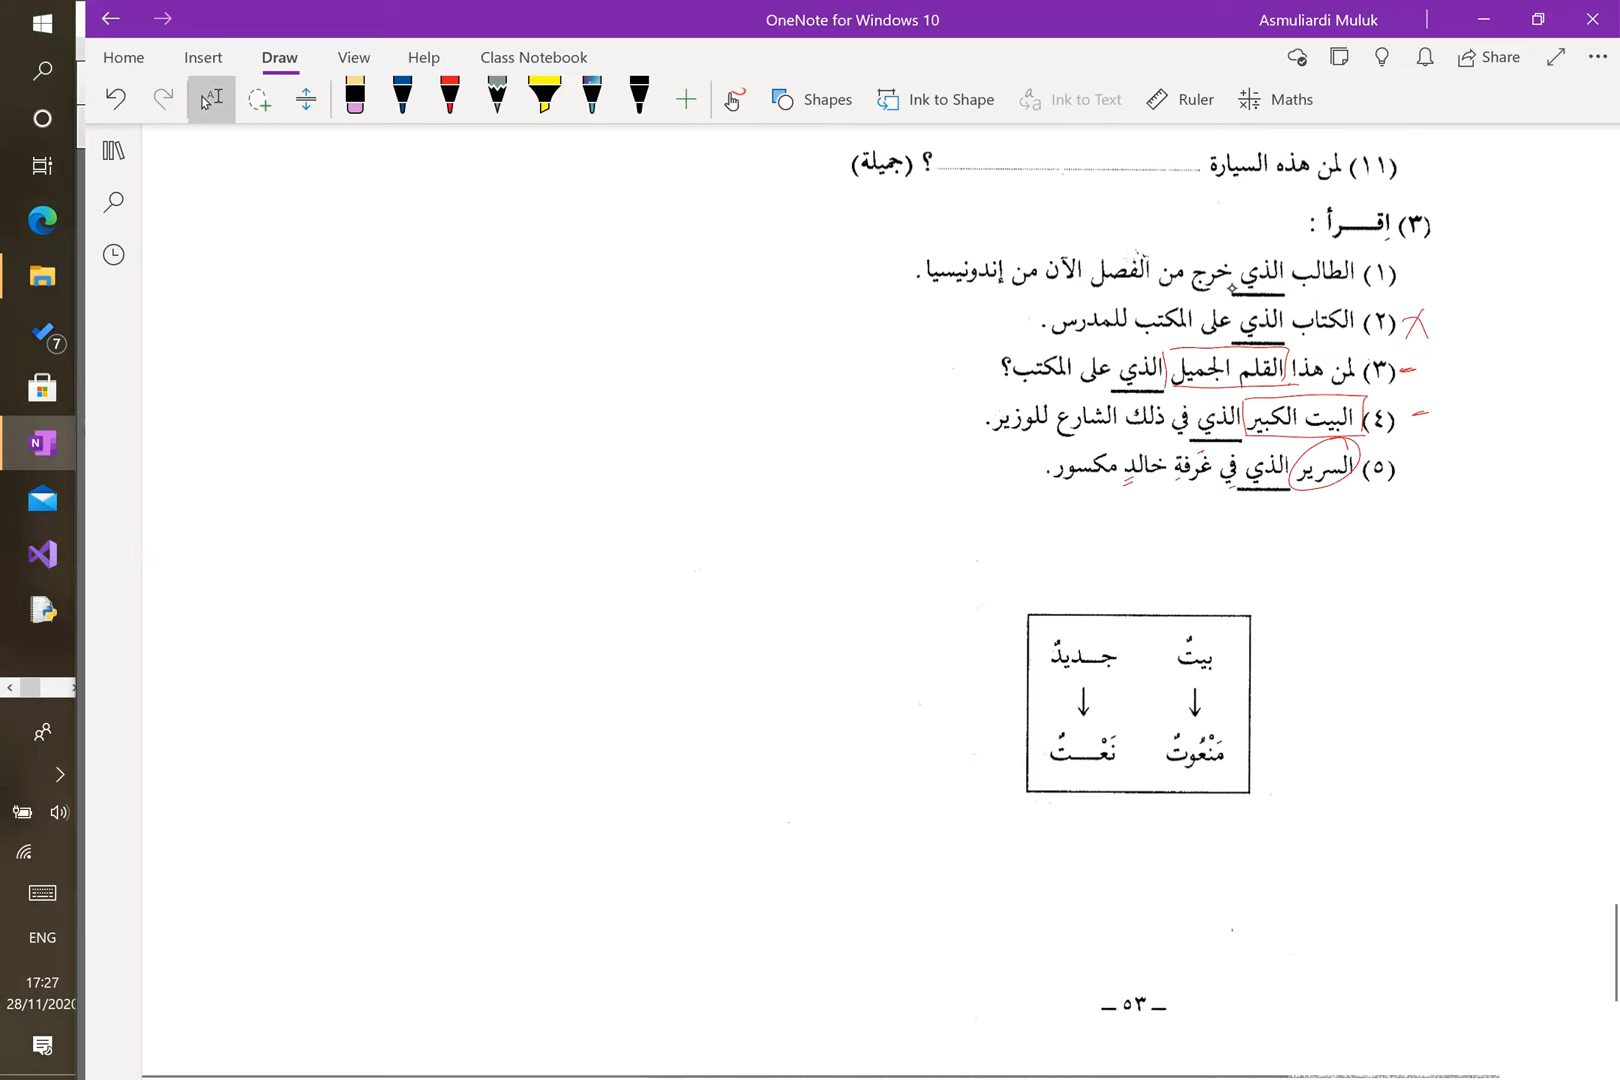 OneNote for Windows 10
Asmuliardi Muluk
Home Insert Draw View Help Class Notebook Share
Shapes Ink to Shape Ink to Text Ruler Maths
(١١) لمن هذه السيارة ........................ ؟ (جميلة)
(٣) اِقـــرأ :
(١) الطالب الذي خرج من الفصل الآن من إندونيسيا .
(٢) الكتاب الذي على المكتب للمدرس .
(٣) لمن هذا القلم الجميل الذي على المكتب؟
(٤) البيت الكبير الذي في ذلك الشارع للوزير .
(٥) السرير الذي في غرفةِ خالدٍ مكسور .
بيتٌ جـديدٌ
مَنْعُوتٌ نَعْـــتٌ
ـ ٥٣ ـ
7
N
ENG
17:27
28/11/2020